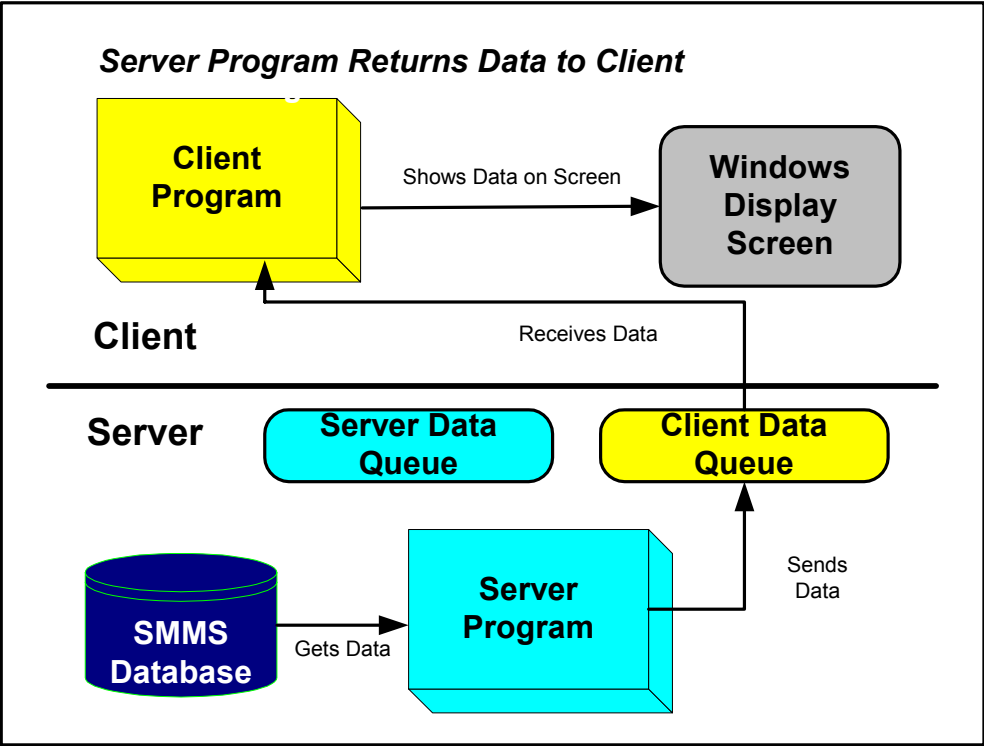 Server Program Returns Data to Client
Client
Program
Shows Data on Screen
Windows
Display
Screen
Receives Data
Client
Server
Server Data
Queue
Client Data
Queue
SMMS
Database
Gets Data
Server
Program
Sends
Data